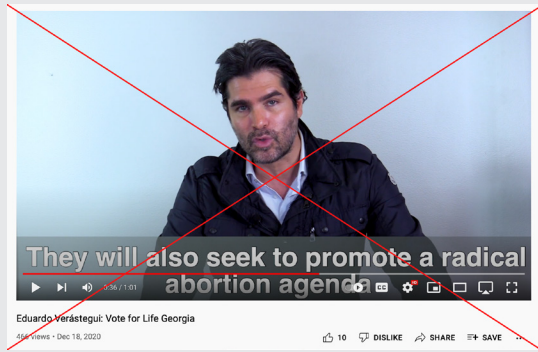 They will also seek to promote a radical
abortion agenda
0:36 / 1:01
CC
Eduardo Verástegui: Vote for Life Georgia
466 views • Dec 18, 2020
10 DISLIKE SHARE SAVE